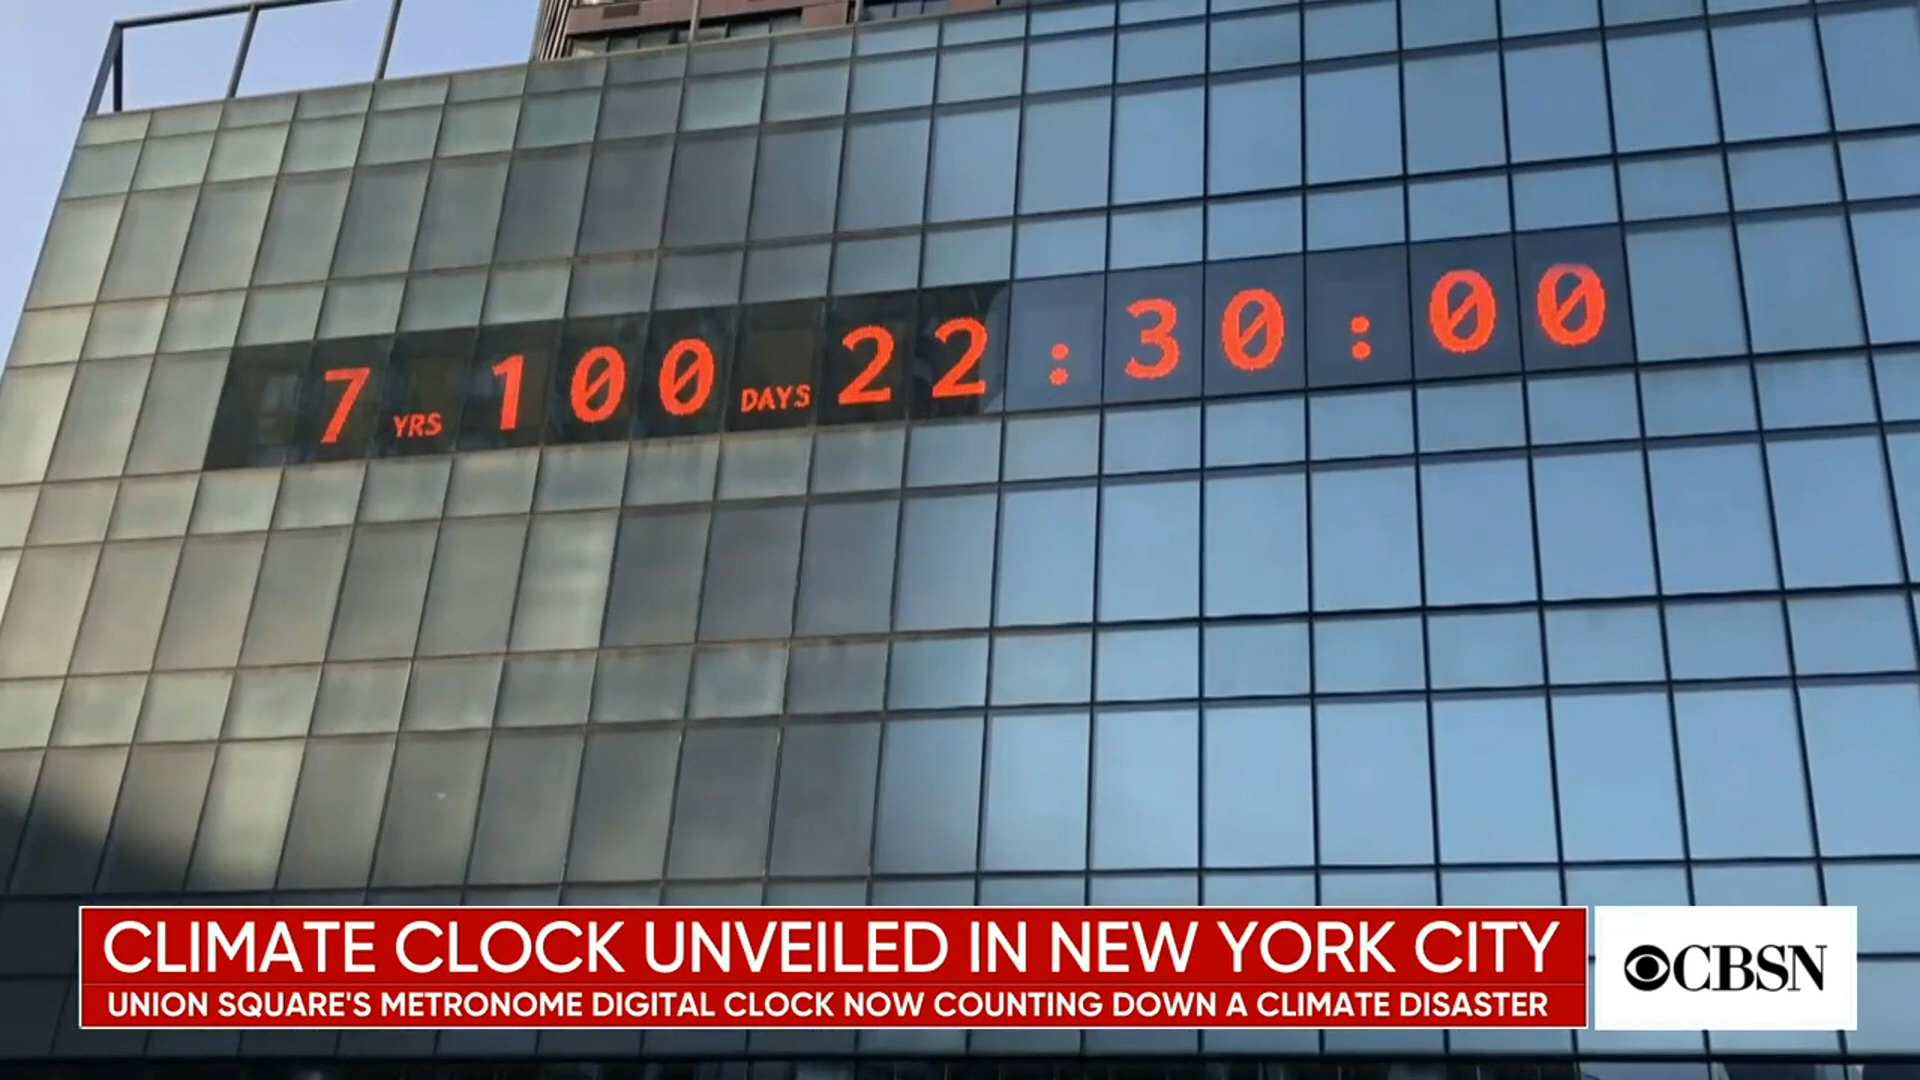 7 YRS 100 DAYS 22:30:00
CLIMATE CLOCK UNVEILED IN NEW YORK CITY
UNION SQUARE'S METRONOME DIGITAL CLOCK NOW COUNTING DOWN A CLIMATE DISASTER
CBSN